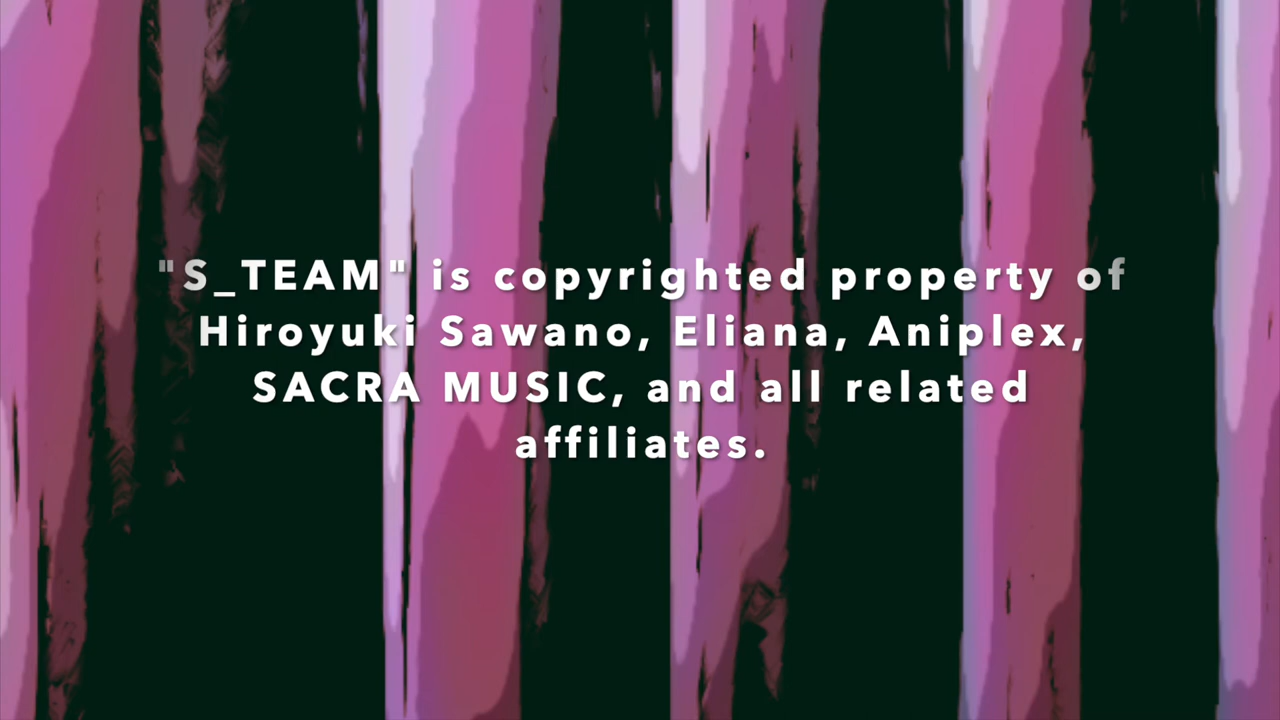 "S_TEAM" is copyrighted property of
Hiroyuki Sawano, Eliana, Aniplex,
SACRA MUSIC, and all related
affiliates.